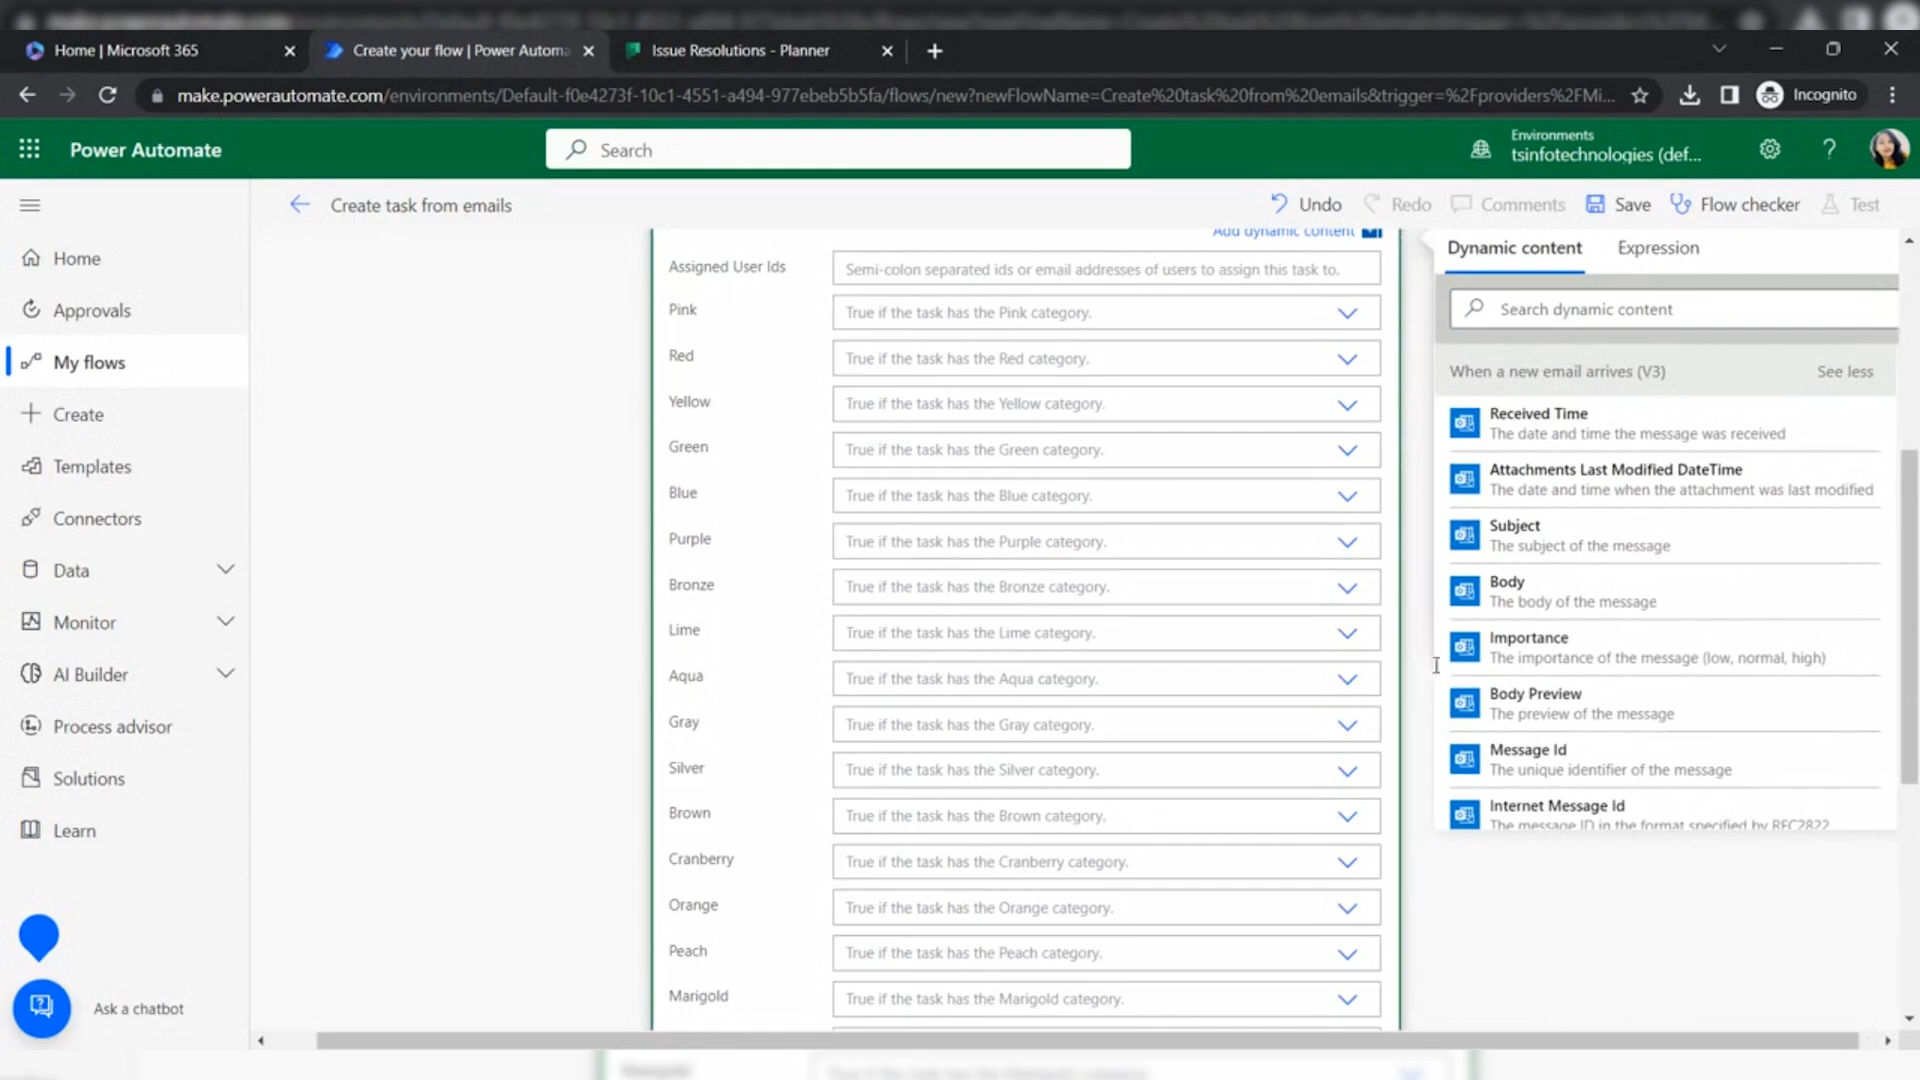 Home | Microsoft 365
Create your flow | Power Automa
Issue Resolutions - Planner
make.powerautomate.com/environments/Default-f0e4273f-10c1-4551-a494-977ebeb5b5fa/flows/new?newFlowName=Create%20task%20from%20emails&trigger=%2Fproviders%2FMi...
Incognito
Power Automate
Search
Environments
tsinfotechnologies (def...
Create task from emails
Undo
Redo
Comments
Save
Flow checker
Test
Home
Approvals
My flows
Create
Templates
Connectors
Data
Monitor
AI Builder
Process advisor
Solutions
Learn
Ask a chatbot
Add dynamic content
Assigned User Ids
Semi-colon separated ids or email addresses of users to assign this task to.
Pink
True if the task has the Pink category.
Red
True if the task has the Red category.
Yellow
True if the task has the Yellow category.
Green
True if the task has the Green category.
Blue
True if the task has the Blue category.
Purple
True if the task has the Purple category.
Bronze
True if the task has the Bronze category.
Lime
True if the task has the Lime category.
Aqua
True if the task has the Aqua category.
Gray
True if the task has the Gray category.
Silver
True if the task has the Silver category.
Brown
True if the task has the Brown category.
Cranberry
True if the task has the Cranberry category.
Orange
True if the task has the Orange category.
Peach
True if the task has the Peach category.
Marigold
True if the task has the Marigold category.
Dynamic content
Expression
Search dynamic content
When a new email arrives (V3)
See less
Received Time
The date and time the message was received
Attachments Last Modified DateTime
The date and time when the attachment was last modified
Subject
The subject of the message
Body
The body of the message
Importance
The importance of the message (low, normal, high)
Body Preview
The preview of the message
Message Id
The unique identifier of the message
Internet Message Id
The message ID in the format specified by RFC2822